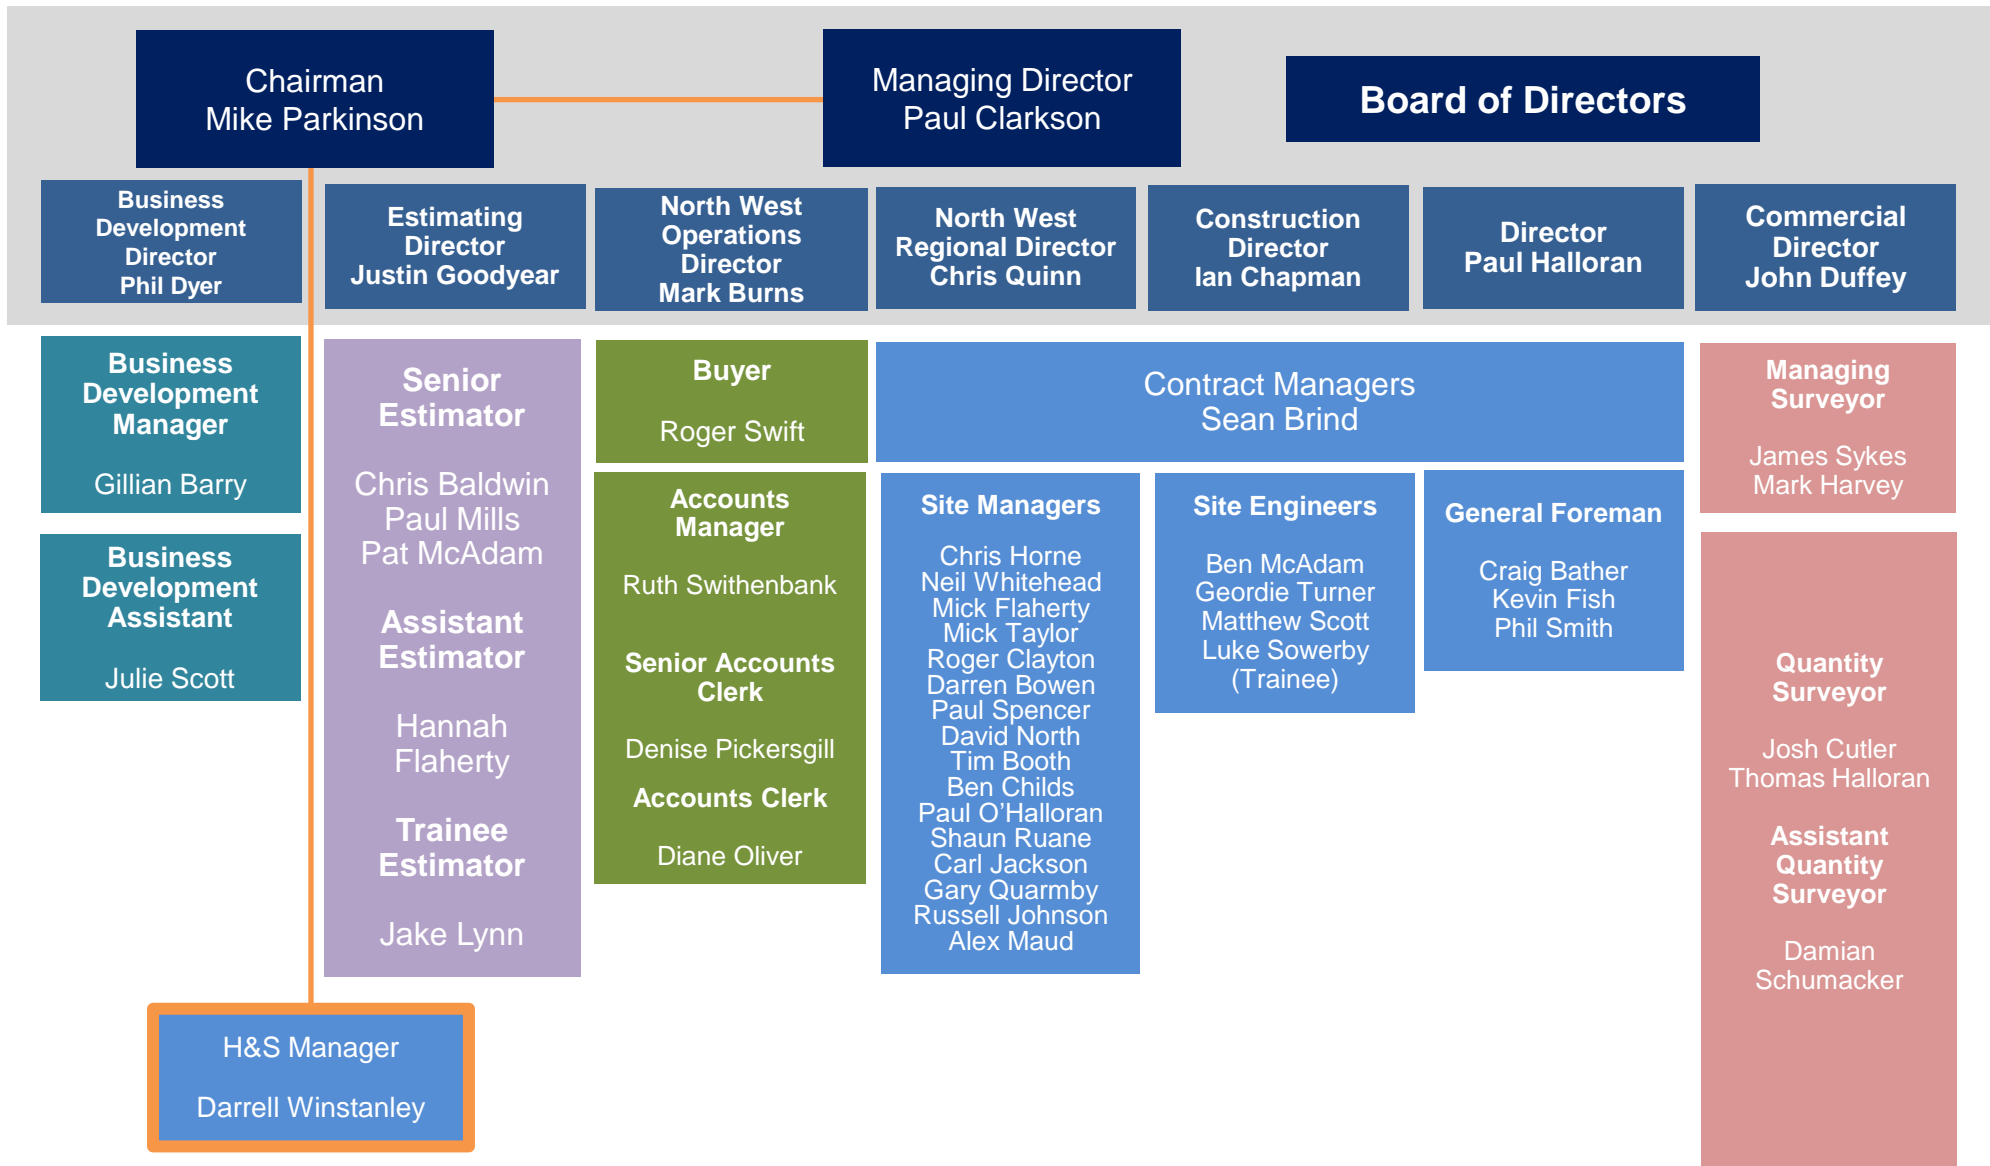 Chairman
Mike Parkinson
Managing Director
Paul Clarkson
Board of Directors
Business
Development
Director
Phil Dyer
Estimating
Director
Justin Goodyear
North West
Operations
Director
Mark Burns
North West
Regional Director
Chris Quinn
Construction
Director
Ian Chapman
Director
Paul Halloran
Commercial
Director
John Duffey
Business
Development
Manager
Gillian Barry
Business
Development
Assistant
Julie Scott
Senior
Estimator
Chris Baldwin
Paul Mills
Pat McAdam
Assistant
Estimator
Hannah
Flaherty
Trainee
Estimator
Jake Lynn
Buyer
Roger Swift
Accounts
Manager
Ruth Swithenbank
Senior Accounts
Clerk
Denise Pickersgill
Accounts Clerk
Diane Oliver
Contract Managers
Sean Brind
Site Managers
Chris Horne
Neil Whitehead
Mick Flaherty
Mick Taylor
Roger Clayton
Darren Bowen
Paul Spencer
David North
Tim Booth
Ben Childs
Paul O’Halloran
Shaun Ruane
Carl Jackson
Gary Quarmby
Russell Johnson
Alex Maud
Site Engineers
Ben McAdam
Geordie Turner
Matthew Scott
Luke Sowerby
(Trainee)
General Foreman
Craig Bather
Kevin Fish
Phil Smith
Managing
Surveyor
James Sykes
Mark Harvey
Quantity
Surveyor
Josh Cutler
Thomas Halloran
Assistant
Quantity
Surveyor
Damian
Schumacker
H&S Manager
Darrell Winstanley